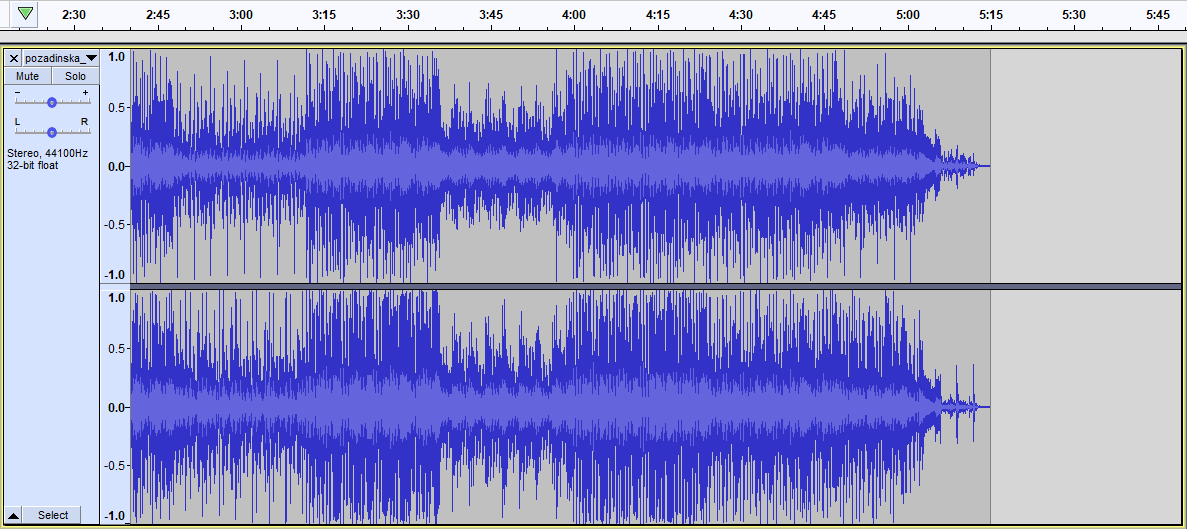 2:30 2:45 3:00 3:15 3:30 3:45 4:00 4:15 4:30 4:45 5:00 5:15 5:30 5:45
× pozadinska_
Mute Solo
- +
L R
Stereo, 44100Hz
32-bit float
Select
1.0
0.5
0.0
-0.5
-1.0
1.0
0.5
0.0
-0.5
-1.0